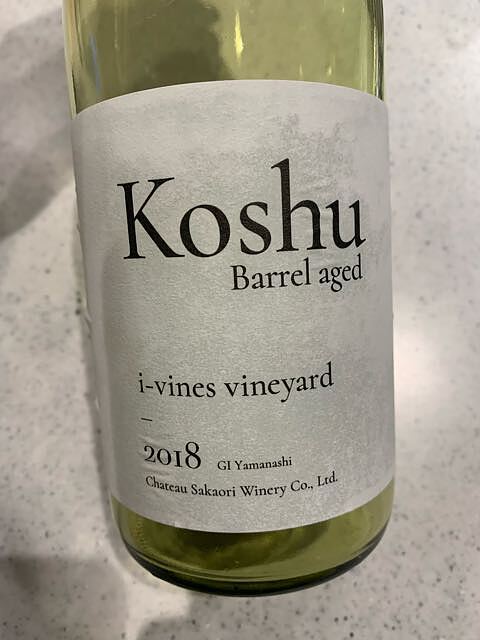 Koshu
Barrel aged
i-vines vineyard
–
2018 GI Yamanashi
Chateau Sakaori Winery Co., Ltd.